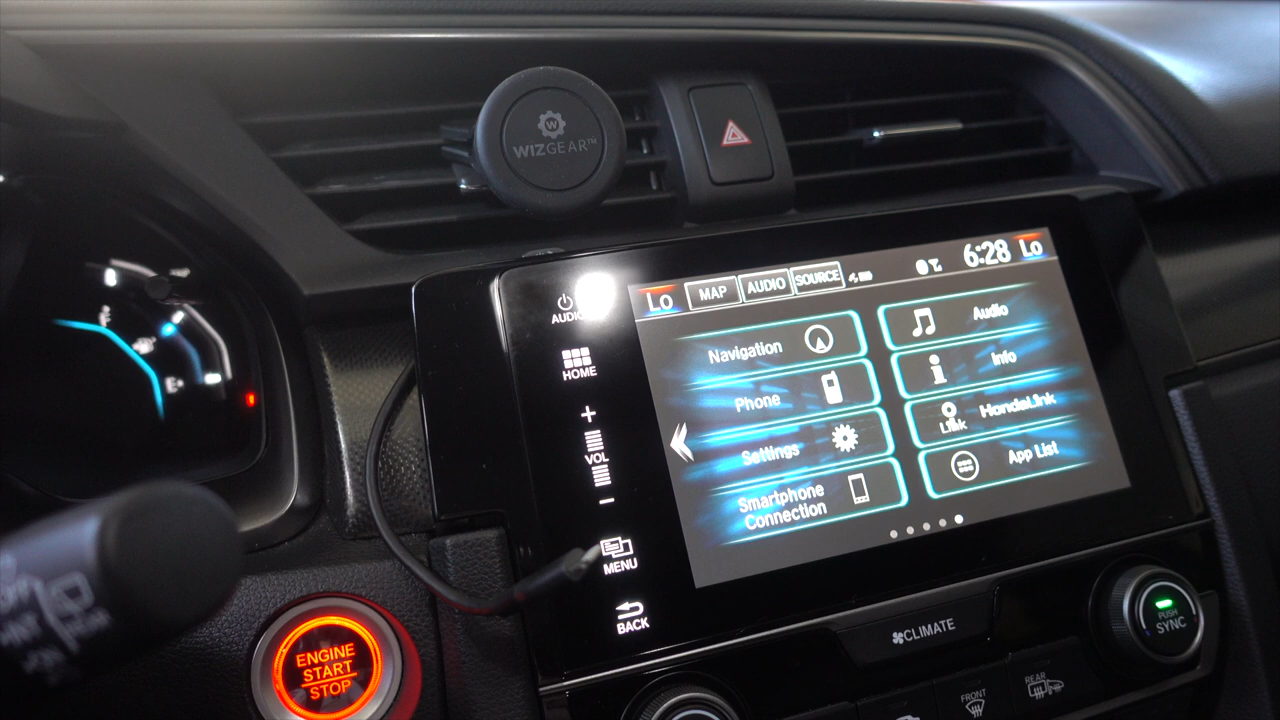 W
WIZGEAR™
AUDIO
HOME
+
VOL
−
MENU
BACK
Lo
MAP
AUDIO
SOURCE
6:28
Lo
Navigation
Phone
Settings
Smartphone
Connection
Audio
Info
Link
HondaLink
App List
CLIMATE
PUSH
SYNC
FRONT
REAR
ENGINE
START
STOP
E